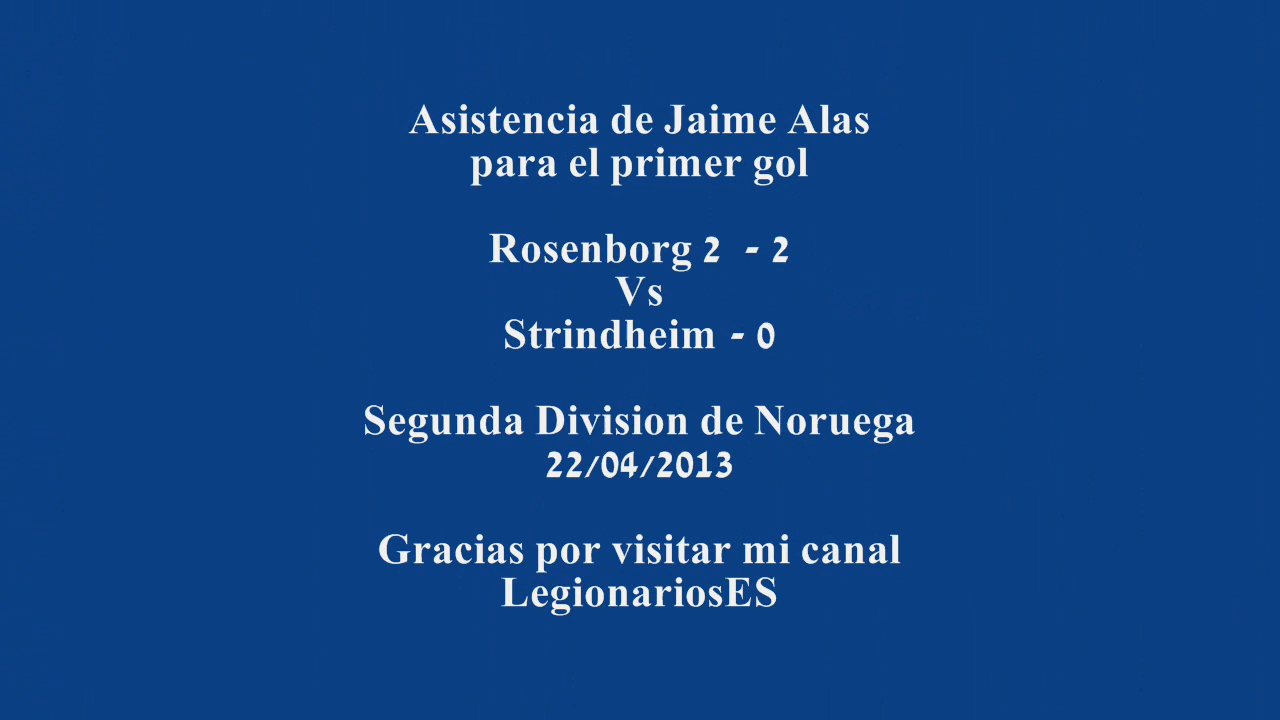 Asistencia de Jaime Alas
para el primer gol
Rosenborg 2 - 2
Vs
Strindheim - 0
Segunda Division de Noruega
22/04/2013
Gracias por visitar mi canal
LegionariosES